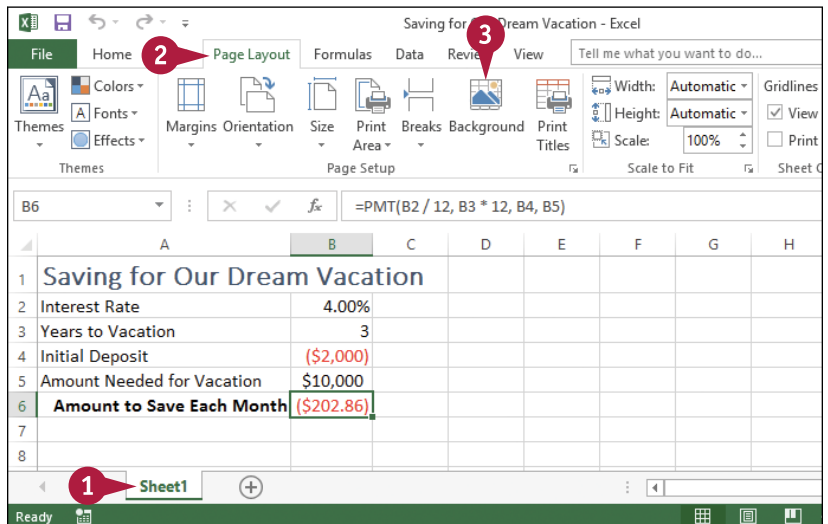 Saving for Our Dream Vacation - Excel
File Home Page Layout Formulas Data Review View Tell me what you want to do...
2
3
Aa
Themes
Colors
A Fonts
Effects
Margins Orientation Size Print Area Breaks Background Print Titles
Width: Automatic
Height: Automatic
Scale: 100%
Gridlines
View
Print
Themes Page Setup Scale to Fit Sheet
B6 fx =PMT(B2 / 12, B3 * 12, B4, B5)
A B C D E F G H
1 Saving for Our Dream Vacation
2 Interest Rate 4.00%
3 Years to Vacation 3
4 Initial Deposit ($2,000)
5 Amount Needed for Vacation $10,000
6 Amount to Save Each Month ($202.86)
7
8
1 Sheet1
Ready